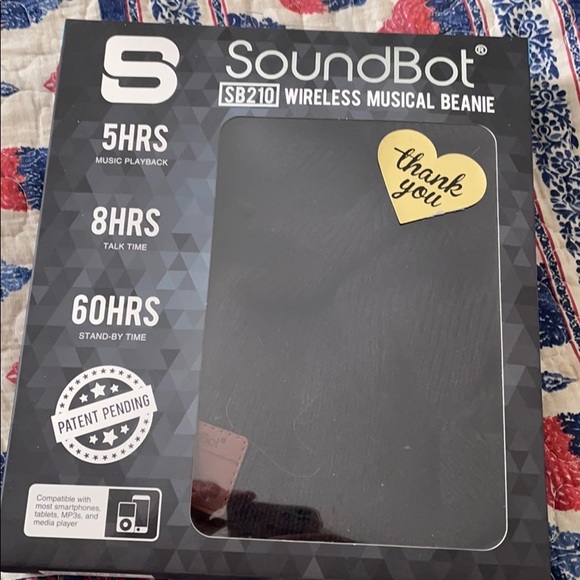 S
SoundBot®
SB210 WIRELESS MUSICAL BEANIE
5HRS
MUSIC PLAYBACK
thank
you
8HRS
TALK TIME
60HRS
STAND-BY TIME
PATENT PENDING
Compatible with
most smartphones,
tablets, MP3s, and
media player